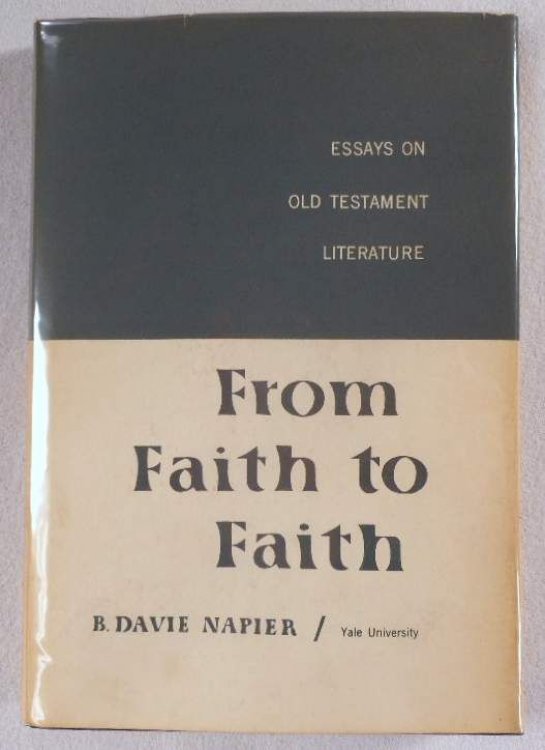 ESSAYS ON
OLD TESTAMENT
LITERATURE
From
Faith to
Faith
B. DAVIE NAPIER / Yale University